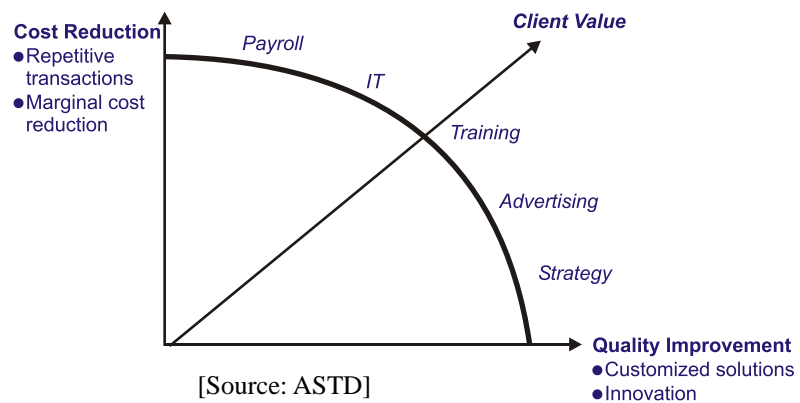 Client Value
Cost Reduction
●Repetitive
transactions
●Marginal cost
reduction
Payroll
IT
Training
Advertising
Strategy
Quality Improvement
●Customized solutions
●Innovation
[Source: ASTD]